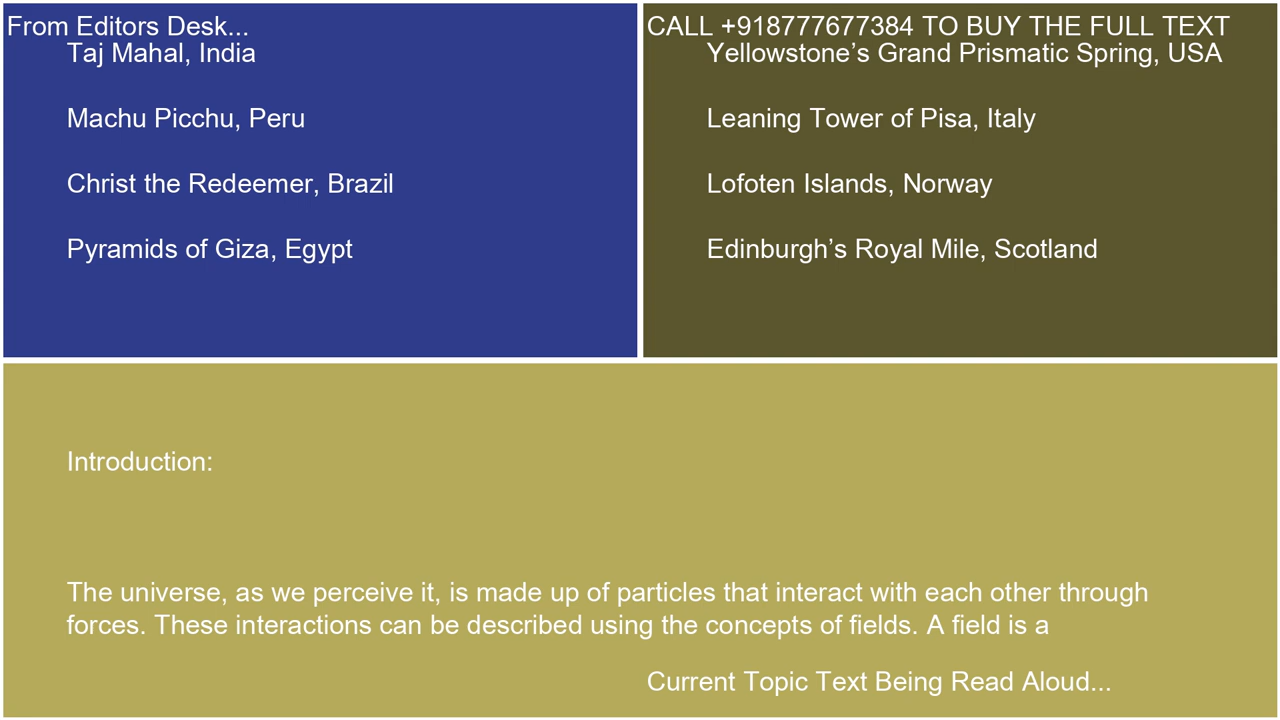 From Editors Desk...
Taj Mahal, India
Machu Picchu, Peru
Christ the Redeemer, Brazil
Pyramids of Giza, Egypt
CALL +918777677384 TO BUY THE FULL TEXT
Yellowstone’s Grand Prismatic Spring, USA
Leaning Tower of Pisa, Italy
Lofoten Islands, Norway
Edinburgh’s Royal Mile, Scotland
Introduction:
The universe, as we perceive it, is made up of particles that interact with each other through
forces. These interactions can be described using the concepts of fields. A field is a
Current Topic Text Being Read Aloud...